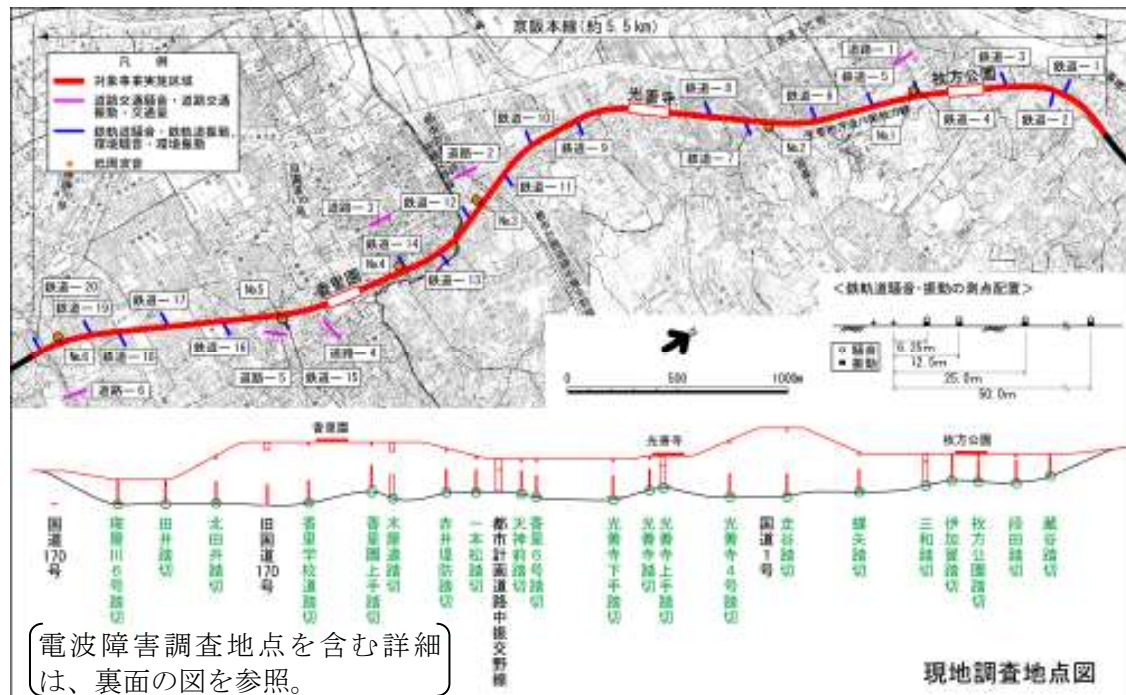 京阪本線(約5.5km)
凡 例
対象事業実施区域
道路交通騒音・道路交通
振動・交通量
鉄軌道騒音・鉄軌道振動、
環境騒音・環境振動
低周波音
道路－1
鉄道－5
枚方公園
鉄道－3
鉄道－1
鉄道－4
鉄道－2
No.1
光善寺
鉄道－8
鉄道－6
鉄道－7
No.2
鉄道－10
鉄道－9
道路－2
鉄道－11
鉄道－12
No.3
道路－3
鉄道－14
No.4
鉄道－13
香里園
No.5
鉄道－20
鉄道－19
鉄道－17
No.6
鉄道－18
鉄道－16
道路－4
道路－5
鉄道－15
道路－6
＜鉄軌道騒音・振動の測点配置＞
○ 騒音
■ 振動
6.25m
12.5m
25.0m
50.0m
0 500 1000m
香里園
光善寺
枚方公園
国道170号
寝屋川6号踏切
田井踏切
北田井踏切
旧国道170号
香里学校道踏切
香里園上手踏切
木屋道踏切
赤井堤防踏切
一本松踏切
都市計画道路中振交野線
天神前踏切
香里6号踏切
光善寺下手踏切
光善寺踏切
光善寺上手踏切
光善寺4号踏切
国道1号
走谷踏切
蹉跎踏切
三和踏切
伊加賀踏切
枚方公園踏切
段田踏切
蔵谷踏切
電波障害調査地点を含む詳細
は、裏面の図を参照。
現地調査地点図